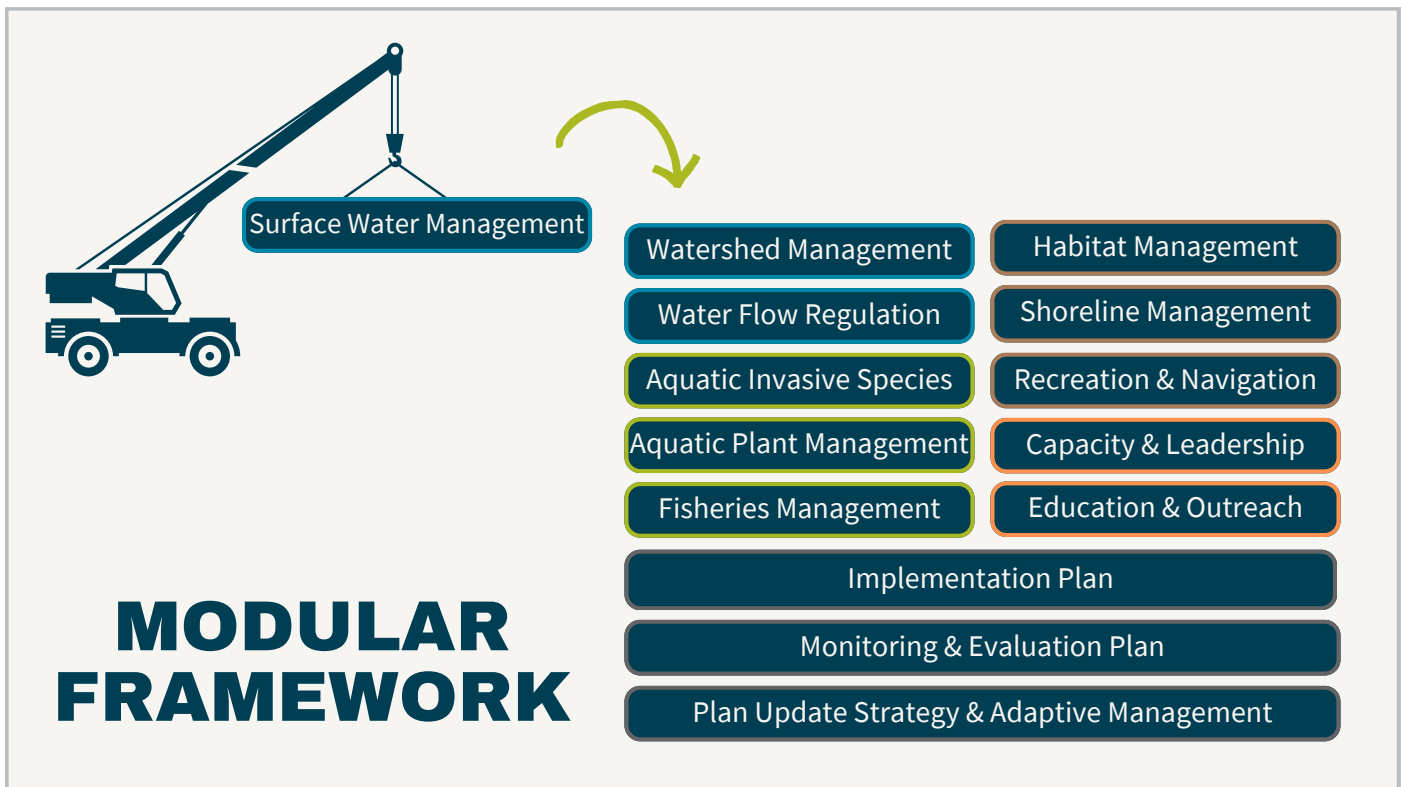 Surface Water Management
Watershed Management
Water Flow Regulation
Aquatic Invasive Species
Aquatic Plant Management
Fisheries Management
Habitat Management
Shoreline Management
Recreation & Navigation
Capacity & Leadership
Education & Outreach
Implementation Plan
Monitoring & Evaluation Plan
Plan Update Strategy & Adaptive Management
MODULAR
FRAMEWORK